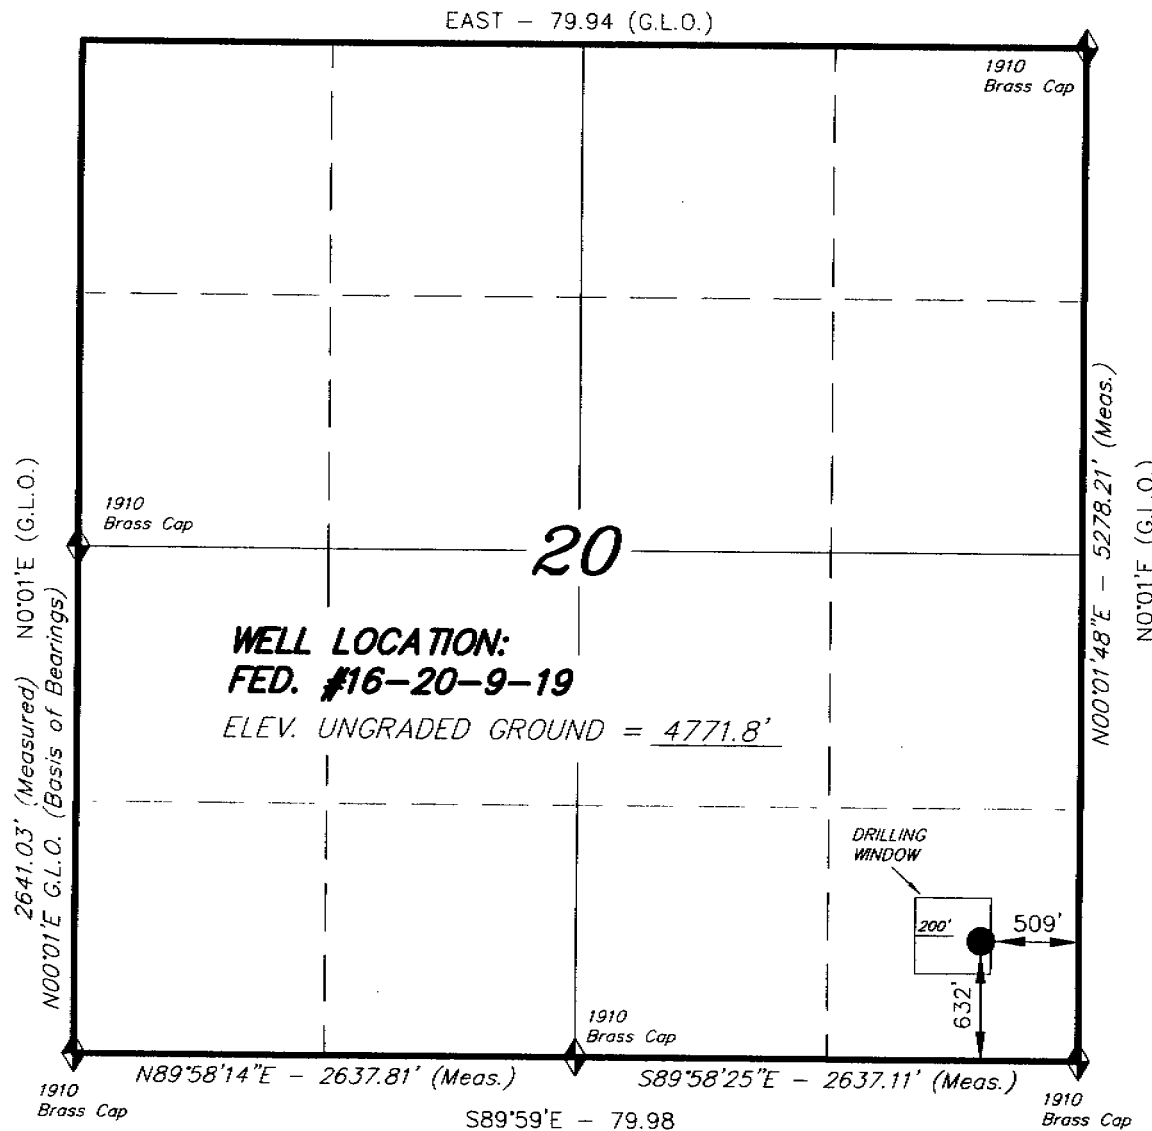 EAST – 79.94 (G.L.O.)
1910
Brass Cap
1910
Brass Cap
20
WELL LOCATION:
FED. #16–20–9–19
ELEV. UNGRADED GROUND = 4771.8'
N0°01'E (G.L.O.)
2641.03' (Measured)
N00°01'E G.L.O. (Basis of Bearings)
N00°01'48"E – 5278.21' (Meas.)
N0°01'E (G.L.O.)
DRILLING
WINDOW
200'
509'
632'
1910
Brass Cap
N89°58'14"E – 2637.81' (Meas.)
S89°58'25"E – 2637.11' (Meas.)
1910
Brass Cap
1910
Brass Cap
S89°59'E – 79.98